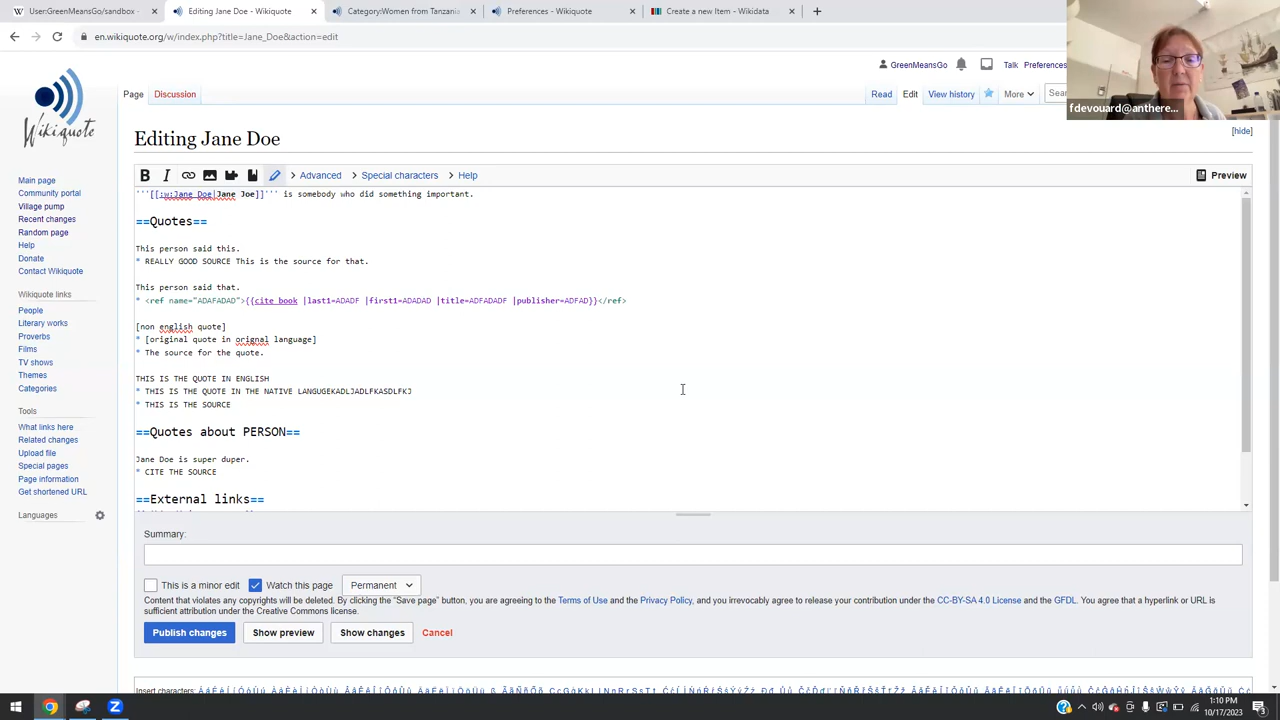 User:GreenMeansGo/sandbox -
Editing Jane Doe - Wikiquote
Category:Women from Tanzania
Preferences - Wikiquote
Create a new Item - Wikidata
en.wikiquote.org/w/index.php?title=Jane_Doe&action=edit
GreenMeansGo
Talk
Preferences
fdevouard@anthere...
Page
Discussion
Read
Edit
View history
More
Wikiquote
Editing Jane Doe
[hide]
Advanced
Special characters
Help
Preview
'''[[:w:Jane Doe|Jane Joe]]''' is somebody who did something important.
==Quotes==
This person said this.
* REALLY GOOD SOURCE This is the source for that.
This person said that.
* <ref name="ADAFADAD">{{cite book |last1=ADADF |first1=ADADAD |title=ADFADADF |publisher=ADFAD}}</ref>
[non english quote]
* [original quote in orignal language]
* The source for the quote.
THIS IS THE QUOTE IN ENGLISH
* THIS IS THE QUOTE IN THE NATIVE LANGUGEKADLJADLFKASDLFKJ
* THIS IS THE SOURCE
==Quotes about PERSON==
Jane Doe is super duper.
* CITE THE SOURCE
==External links==
Main page
Community portal
Village pump
Recent changes
Random page
Help
Donate
Contact Wikiquote
Wikiquote links
People
Literary works
Proverbs
Films
TV shows
Themes
Categories
Tools
What links here
Related changes
Upload file
Special pages
Page information
Get shortened URL
Languages
Summary:
This is a minor edit
Watch this page
Permanent
Content that violates any copyrights will be deleted. By clicking the "Save page" button, you are agreeing to the Terms of Use and the Privacy Policy, and you irrevocably agree to release your contribution under the CC-BY-SA 4.0 License and the GFDL. You agree that a hyperlink or URL is
sufficient attribution under the Creative Commons license.
Publish changes
Show preview
Show changes
Cancel
Insert characters:
1:10 PM
10/17/2023